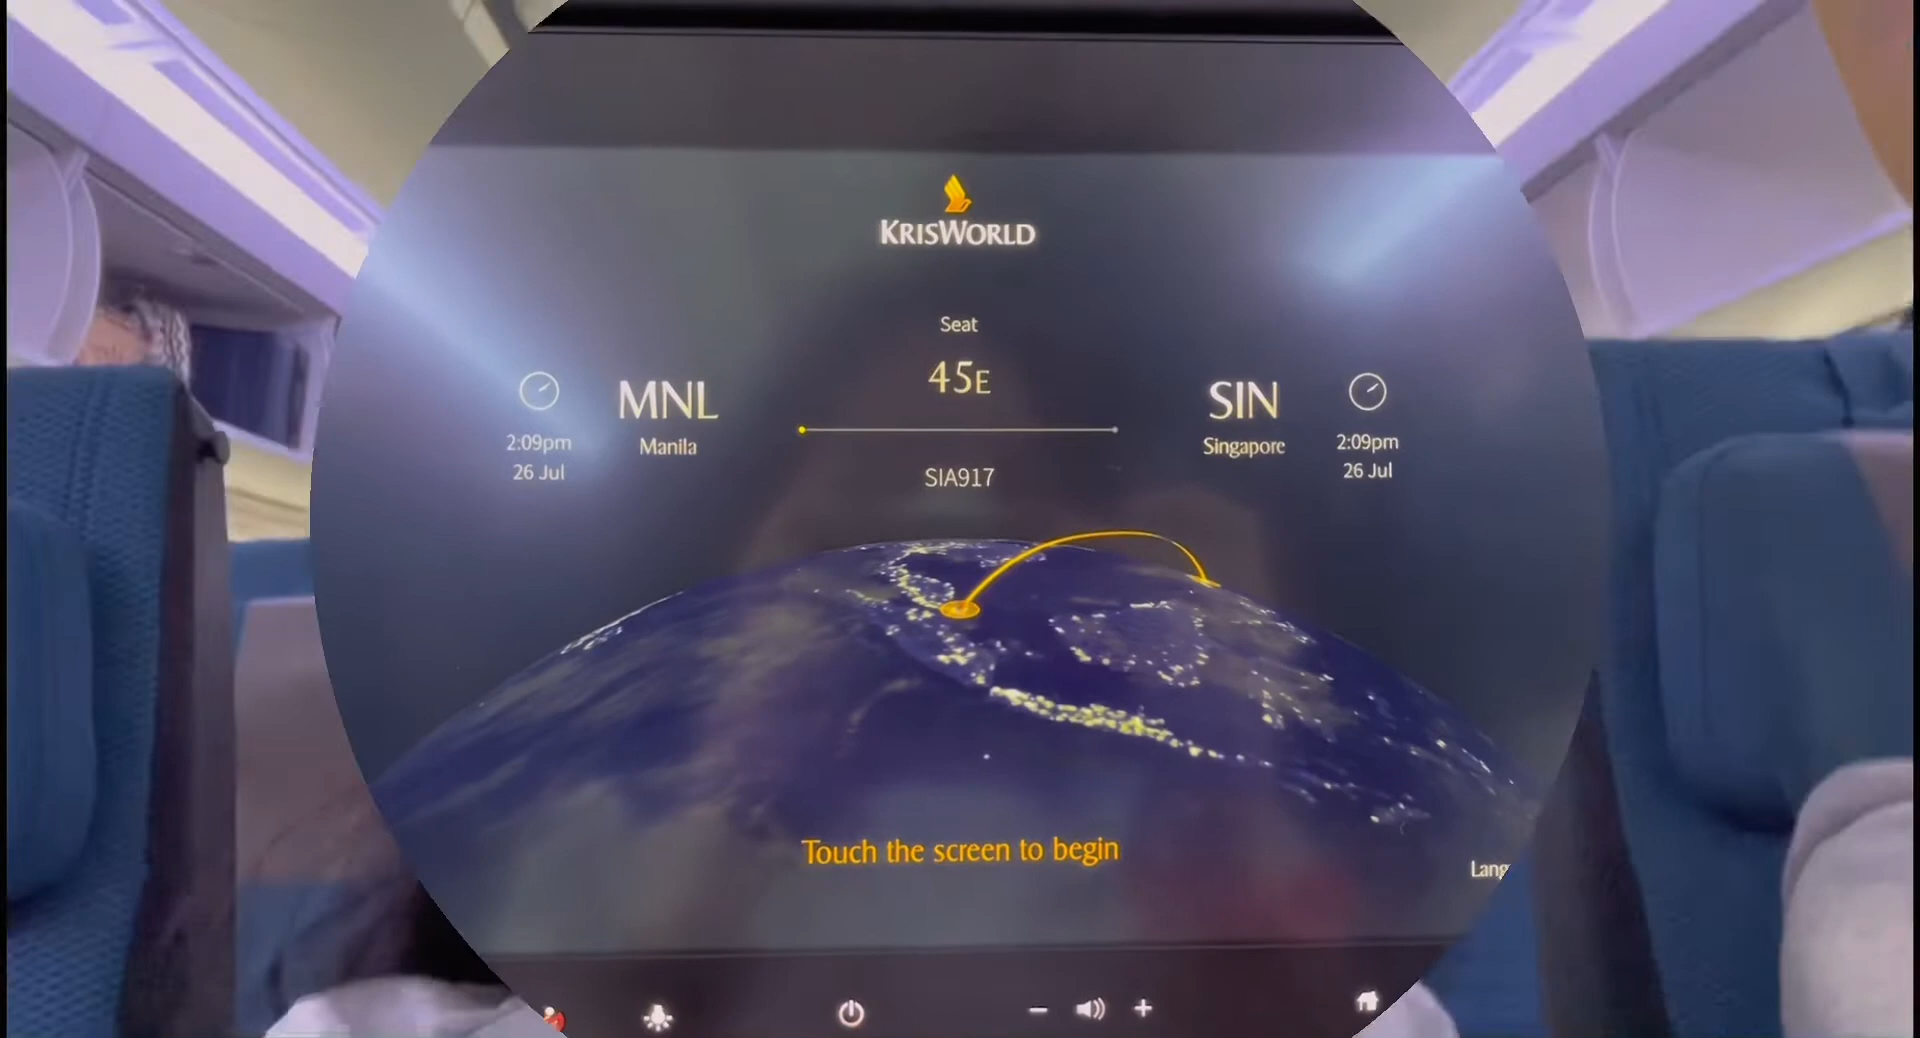 KRISWORLD
Seat
45E
MNL
Manila
2:09pm
26 Jul
SIN
Singapore
2:09pm
26 Jul
SIA917
Touch the screen to begin